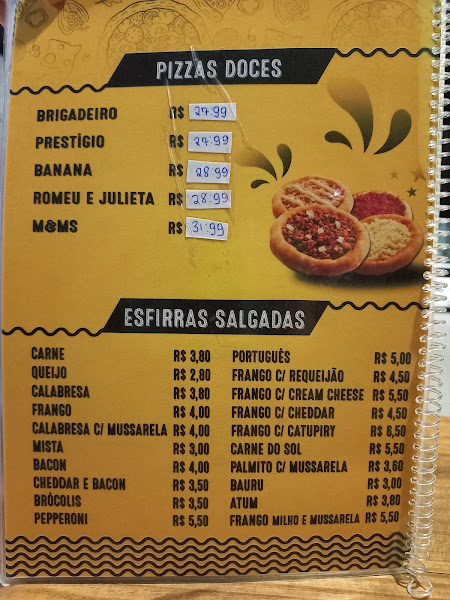 PIZZAS DOCES
BRIGADEIRO R$ 27.99
PRESTÍGIO R$ 27.99
BANANA R$ 28.99
ROMEU E JULIETA R$ 28.99
M&MS R$ 31.99
ESFIRRAS SALGADAS
CARNE R$ 3,80
QUEIJO R$ 2,80
CALABRESA R$ 3,80
FRANGO R$ 4,00
CALABRESA C/ MUSSARELA R$ 4,00
MISTA R$ 3,00
BACON R$ 4,00
CHEDDAR E BACON R$ 3,50
BRÓCOLIS R$ 3,50
PEPPERONI R$ 5,50
PORTUGUÊS R$ 5,00
FRANGO C/ REQUEIJÃO R$ 4,50
FRANGO C/ CREAM CHEESE R$ 5,50
FRANGO C/ CHEDDAR R$ 4,50
FRANGO C/ CATUPIRY R$ 6,50
CARNE DO SOL R$ 5,50
PALMITO C/ MUSSARELA R$ 3,60
BAURU R$ 3,00
ATUM R$ 3,80
FRANGO MILHO E MUSSARELA R$ 5,50